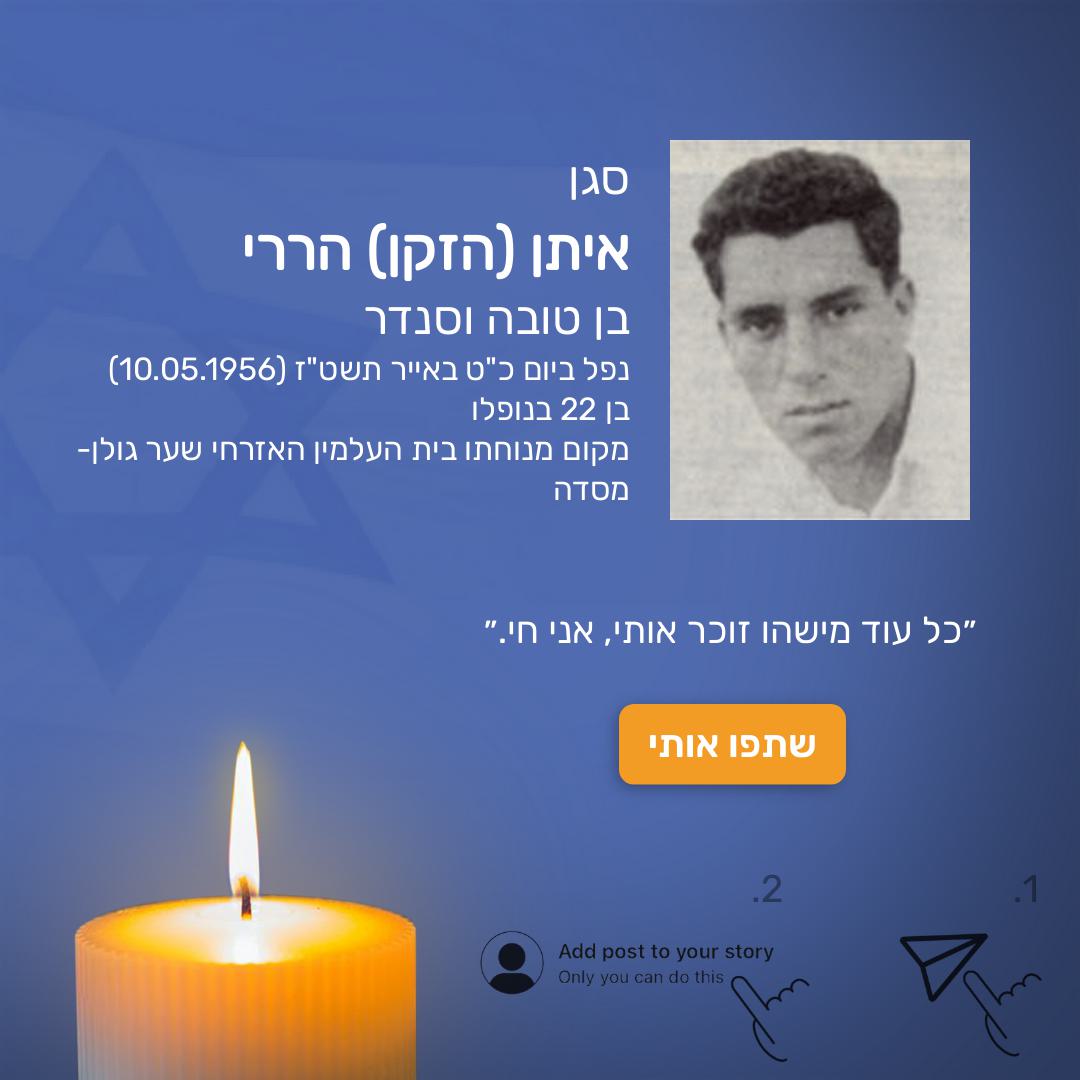 סגן
איתן (הזקן) הררי
בן טובה וסנדר
נפל ביום כ"ט באייר תשט"ז (10.05.1956)
בן 22 בנופלו
מקום מנוחתו בית העלמין האזרחי שער גולן-
מסדה
״כל עוד מישהו זוכר אותי, אני חי.״
שתפו אותי
.1
.2
Add post to your story
Only you can do this